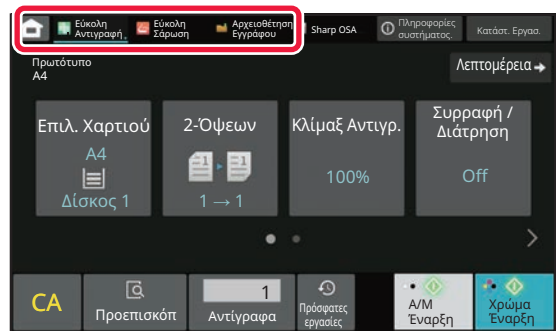 Εύκολη
Αντιγραφή
Εύκολη
Σάρωση
Αρχειοθέτηση
Εγγράφου
Sharp OSA
Πληροφορίες
συστήματος.
Κατάστ. Εργασ.
Πρωτότυπο
A4
Λεπτομέρεια
Επιλ. Χαρτιού
A4
Δίσκος 1
2-Όψεων
1 → 1
Κλίμαξ Αντιγρ.
100%
Συρραφή /
Διάτρηση
Off
CA
Προεπισκόπ
1
Αντίγραφα
Πρόσφατες
εργασίες
Α/Μ
Έναρξη
Χρώμα
Έναρξη